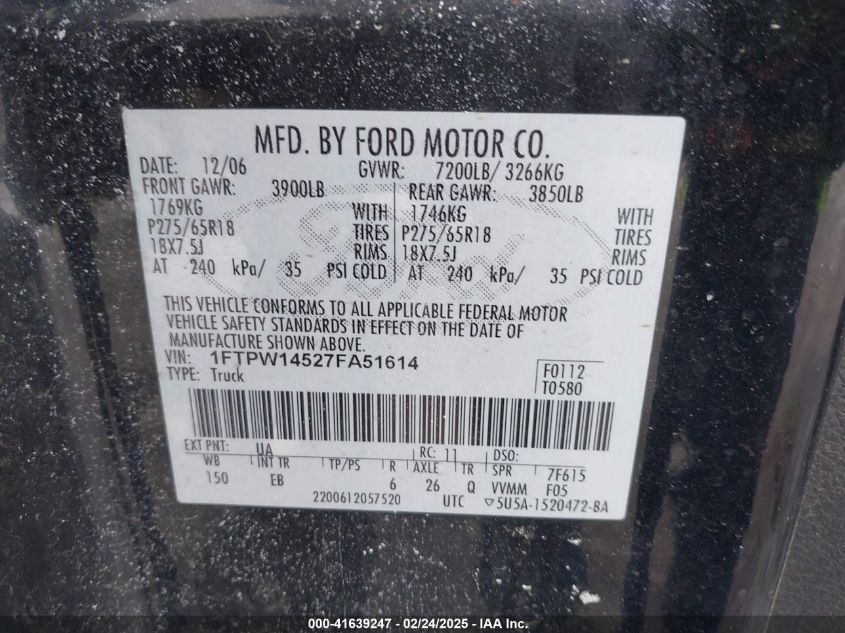 MFD. BY FORD MOTOR CO.
DATE: 12/06 GVWR: 7200LB/ 3266KG
FRONT GAWR: 3900LB REAR GAWR: 3850LB
1769KG WITH 1746KG WITH
P275/65R18 TIRES P275/65R18 TIRES
18X7.5J RIMS 18X7.5J RIMS
AT 240 kPa/ 35 PSI COLD AT 240 kPa/ 35 PSI COLD
THIS VEHICLE CONFORMS TO ALL APPLICABLE FEDERAL MOTOR
VEHICLE SAFETY STANDARDS IN EFFECT ON THE DATE OF
MANUFACTURE SHOWN ABOVE.
VIN: 1FTPW14527FA51614 F0112
TYPE: Truck T0580
EXT PNT: UA RC: 11 DSO:
WB INT TR TP/PS R AXLE TR SPR 7F615
150 EB 6 26 Q VVMM F05
2200612057520 UTC ▽5U5A-1520472-BA
000-41639247 - 02/24/2025 - IAA Inc.